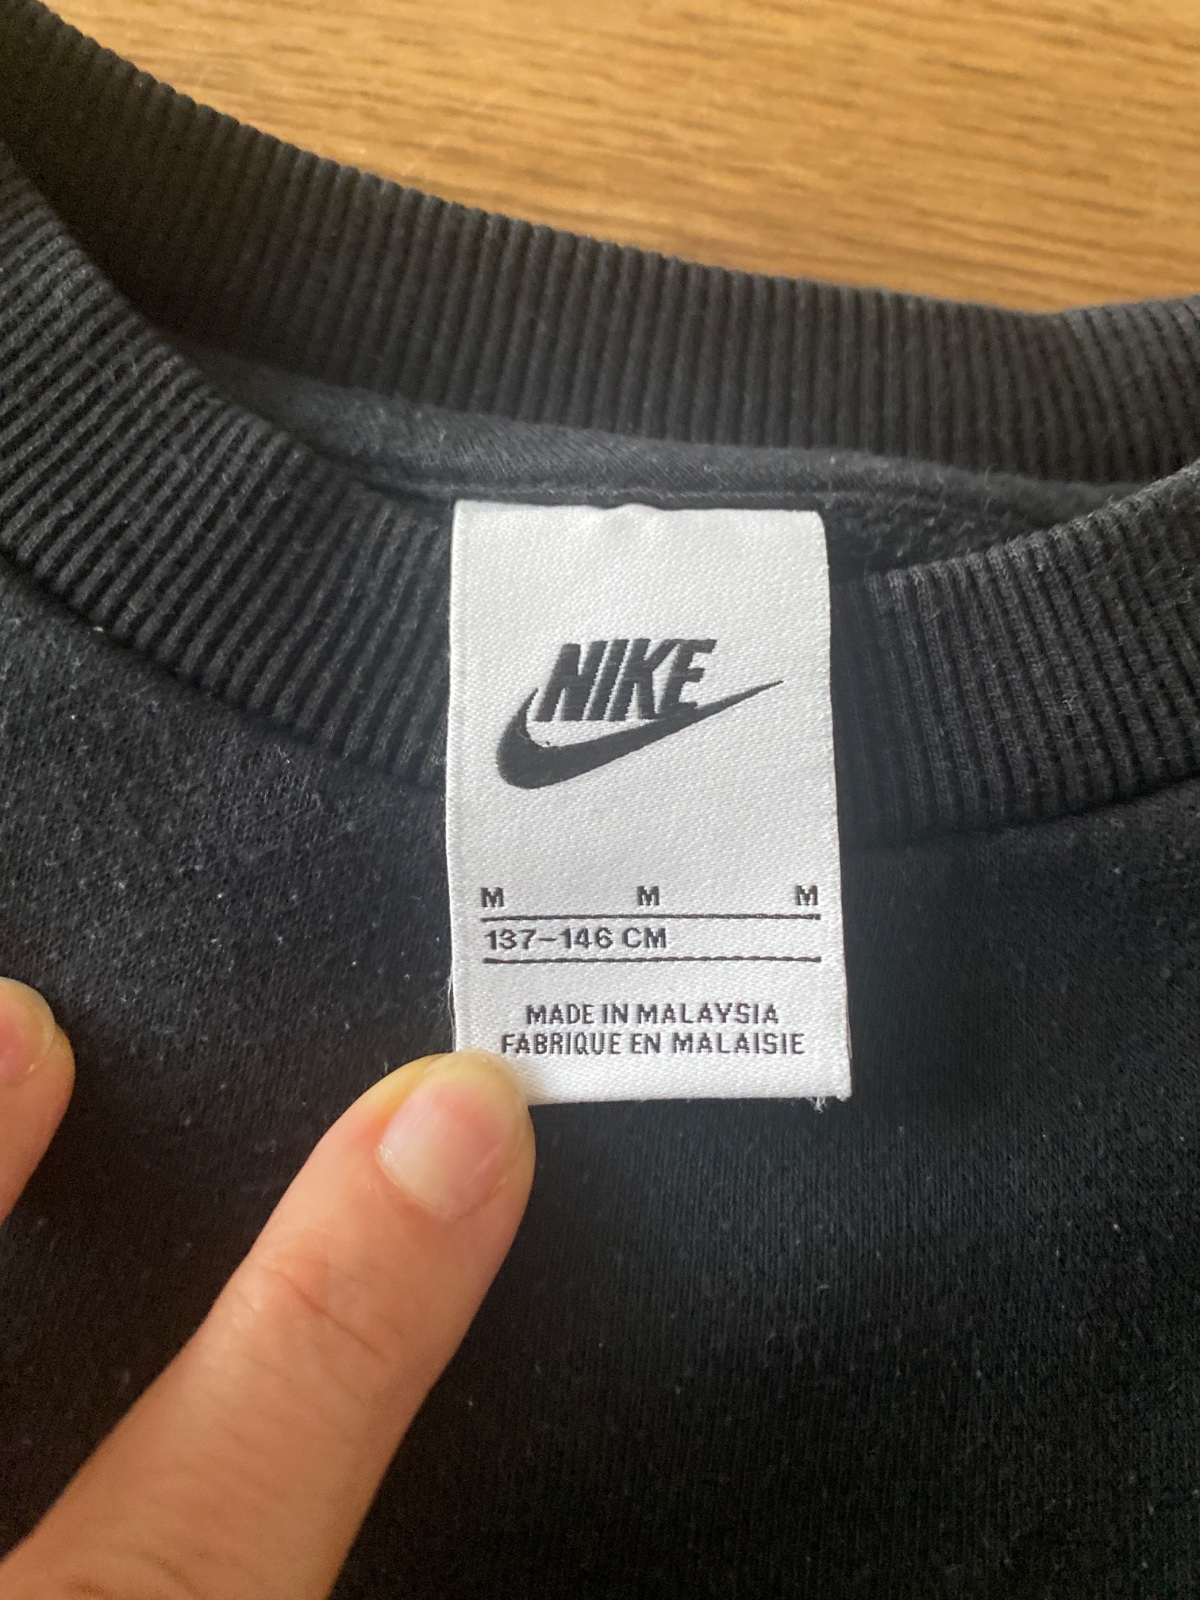 NIKE
M M M
137-146 CM
MADE IN MALAYSIA
FABRIQUE EN MALAISIE